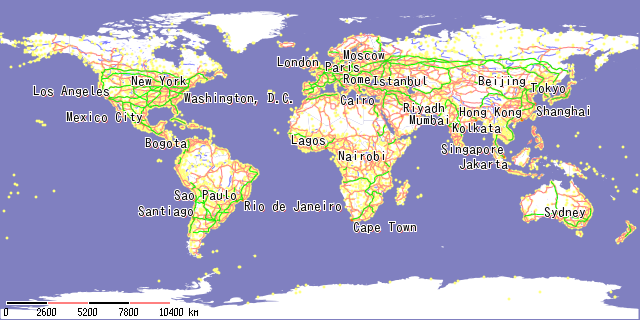 Moscow
London
Paris
New York
Rome
Istanbul
Beijing
Los Angeles
Tokyo
Washington, D.C.
Cairo
Riyadh
Hong Kong
Shanghai
Mexico City
Mumbai
Kolkata
Bogota
Lagos
Singapore
Nairobi
Jakarta
Sao Paulo
Rio de Janeiro
Santiago
Sydney
Cape Town
0 2600 5200 7800 10400 KM